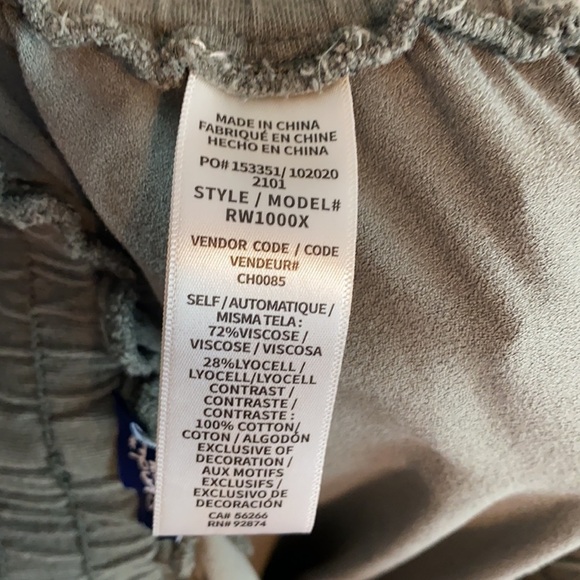 MADE IN CHINA
FABRIQUÉ EN CHINE
HECHO EN CHINA
PO# 153351/ 102020
2101
STYLE / MODEL#
RW1000X
VENDOR CODE / CODE
VENDEUR#
CH0085
SELF / AUTOMATIQUE /
MISMA TELA :
72%VISCOSE /
VISCOSE / VISCOSA
28%LYOCELL /
LYOCELL/LYOCELL
CONTRAST /
CONTRASTE /
CONTRASTE :
100% COTTON/
COTON / ALGODÓN
EXCLUSIVE OF
DECORATION /
AUX MOTIFS
EXCLUSIFS /
EXCLUSIVO DE
DECORACIÓN
CA# 56266
RN# 92874